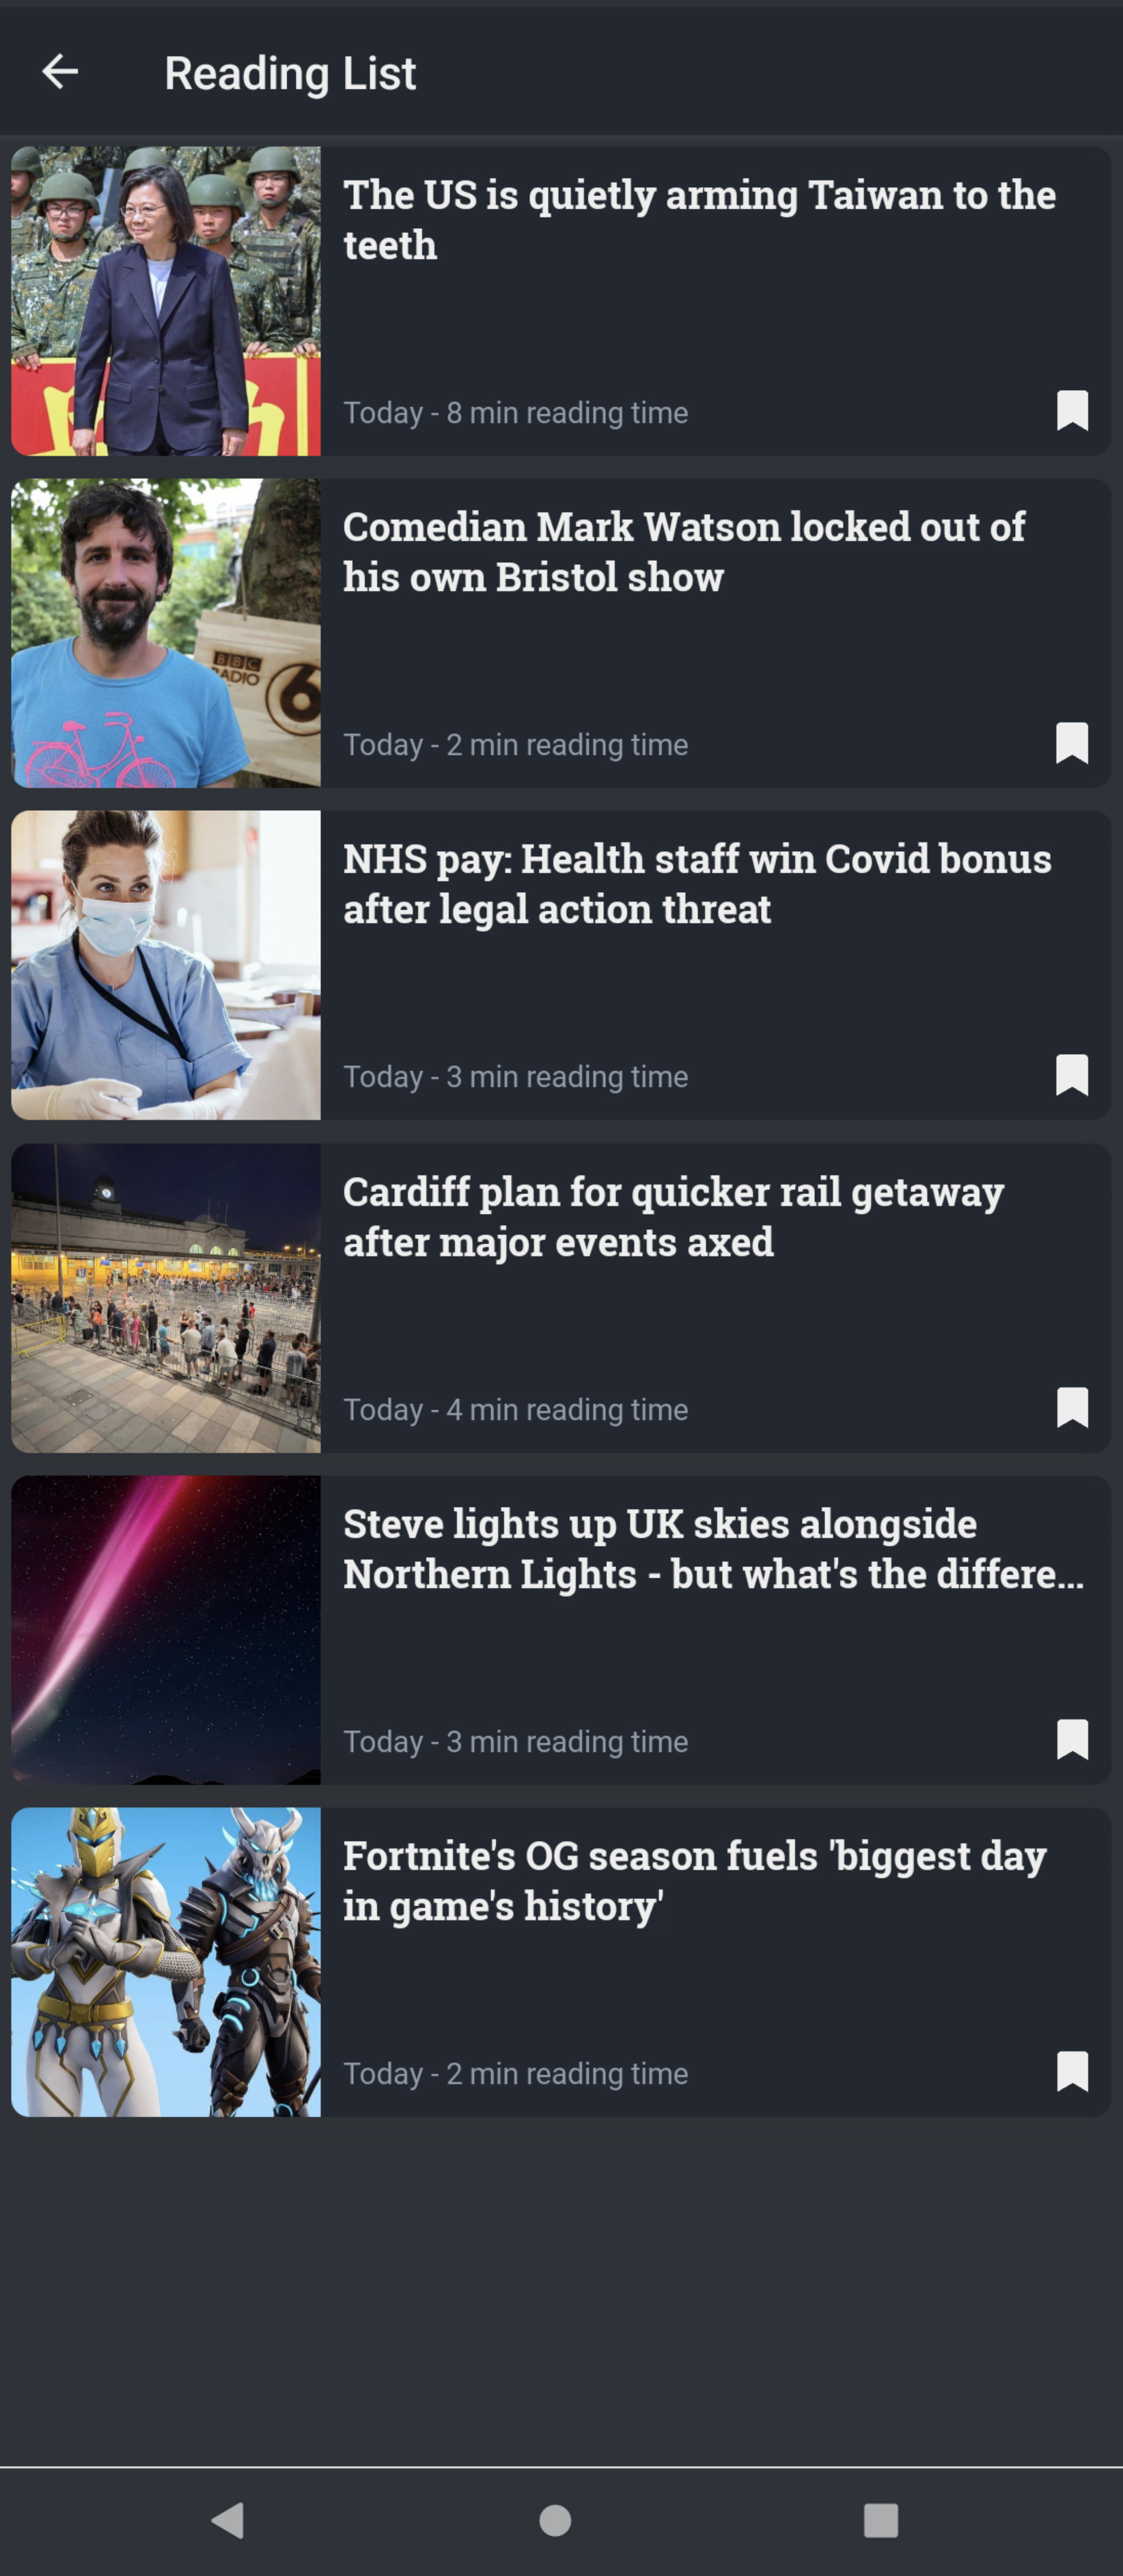 Reading List
The US is quietly arming Taiwan to the
teeth
Today - 8 min reading time
Comedian Mark Watson locked out of
his own Bristol show
Today - 2 min reading time
BBC
RADIO
6
NHS pay: Health staff win Covid bonus
after legal action threat
Today - 3 min reading time
Cardiff plan for quicker rail getaway
after major events axed
Today - 4 min reading time
Steve lights up UK skies alongside
Northern Lights - but what's the differe...
Today - 3 min reading time
Fortnite's OG season fuels 'biggest day
in game's history'
Today - 2 min reading time